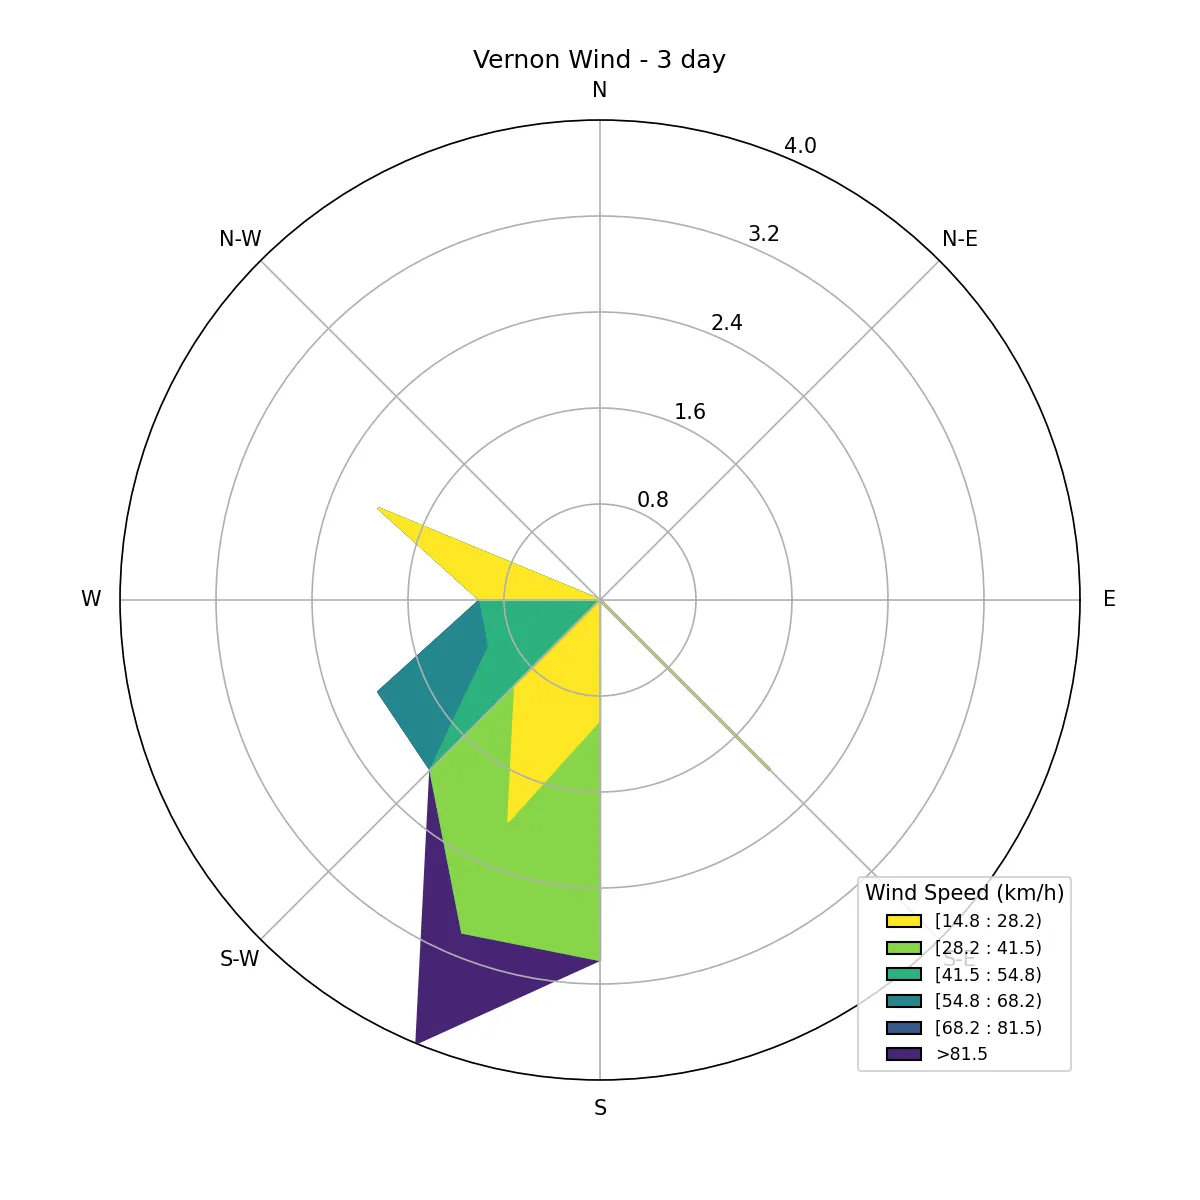 Vernon Wind - 3 day
N
4.0
N-W
3.2
N-E
2.4
1.6
0.8
W
E
Wind Speed (km/h)
[14.8 : 28.2)
[28.2 : 41.5)
S-W
S-E
[41.5 : 54.8)
[54.8 : 68.2)
[68.2 : 81.5)
>81.5
S